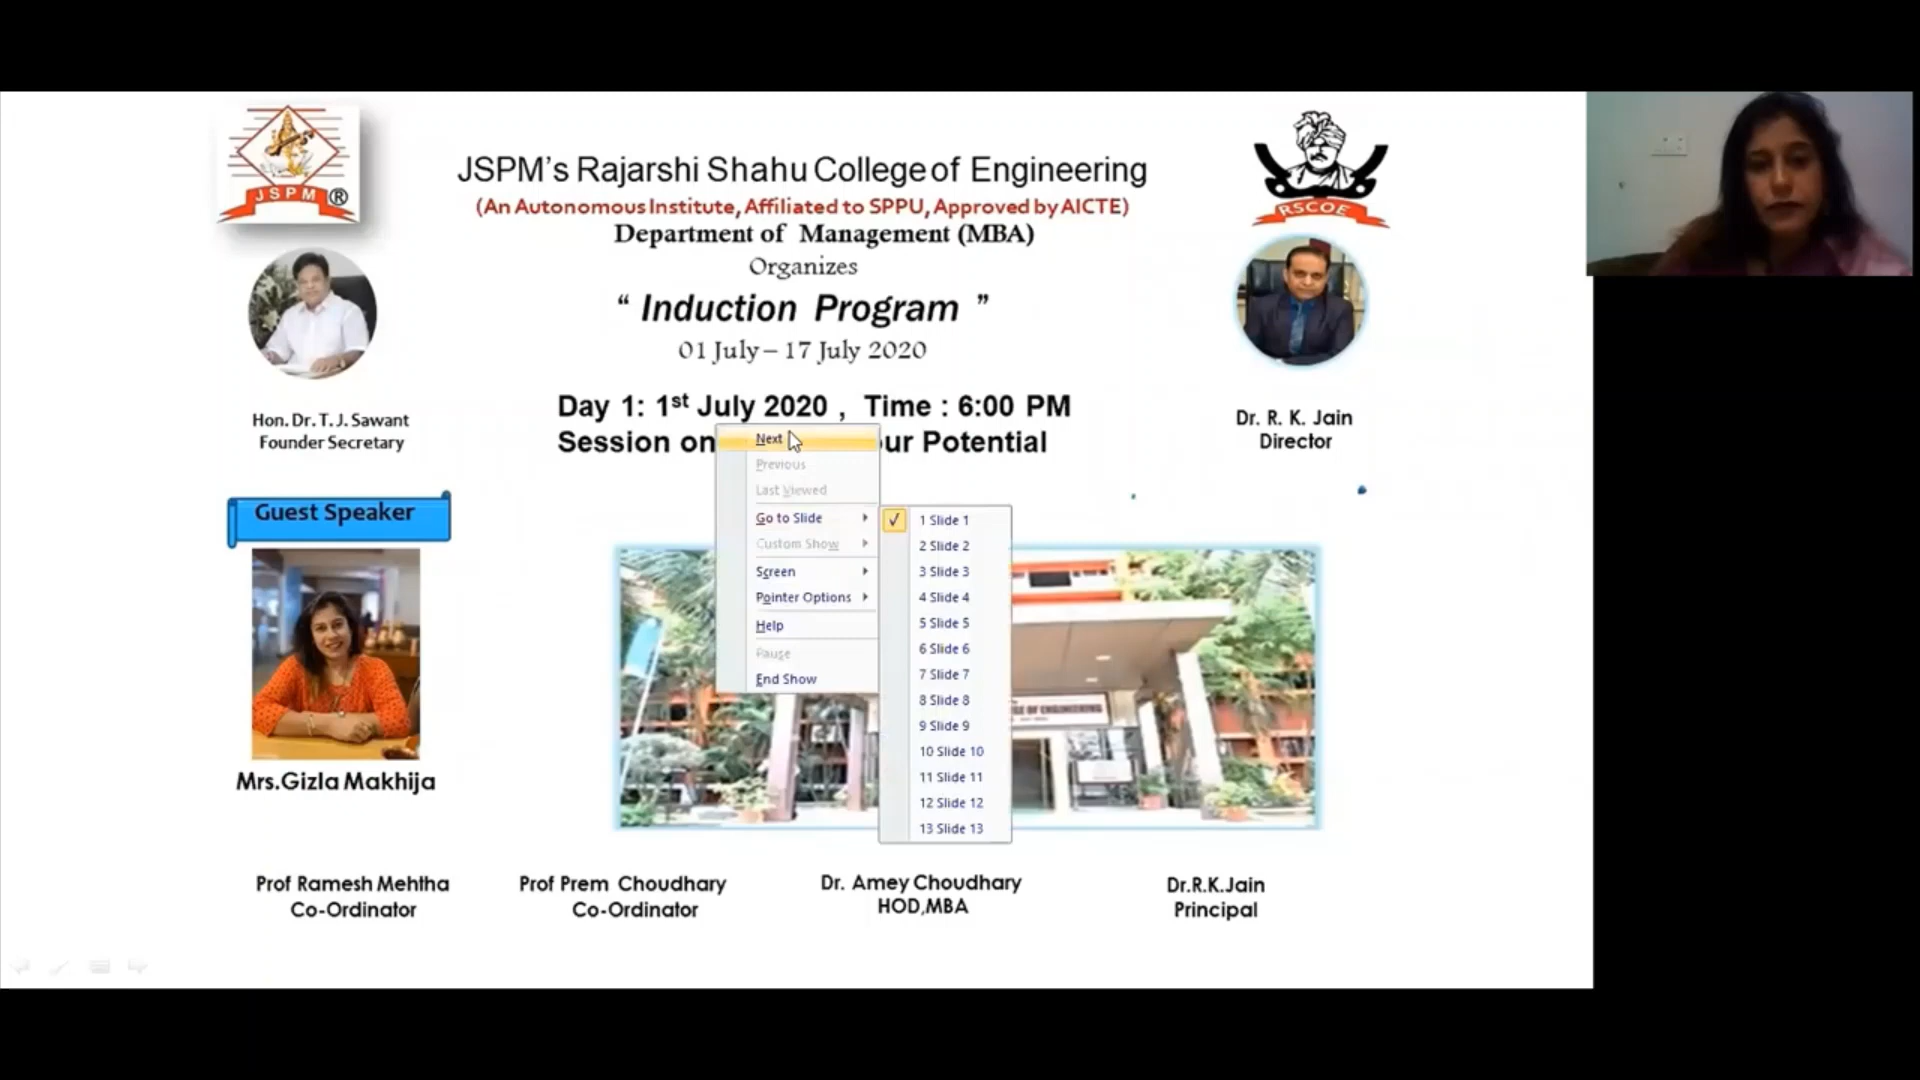 JSPM ®
JSPM's Rajarshi Shahu College of Engineering
(An Autonomous Institute, Affiliated to SPPU, Approved by AICTE)
Department of Management (MBA)
Organizes
“ Induction Program ”
01 July – 17 July 2020
RSCOE
Day 1: 1st July 2020 , Time : 6:00 PM
Session on ur Potential
Hon. Dr. T. J. Sawant
Founder Secretary
Dr. R. K. Jain
Director
Next
Previous
Last Viewed
Go to Slide
Custom Show
Screen
Pointer Options
Help
Pause
End Show
1 Slide 1
2 Slide 2
3 Slide 3
4 Slide 4
5 Slide 5
6 Slide 6
7 Slide 7
8 Slide 8
9 Slide 9
10 Slide 10
11 Slide 11
12 Slide 12
13 Slide 13
Guest Speaker
GE OF ENGINEERING
Mrs.Gizla Makhija
Prof Ramesh Mehtha
Co-Ordinator
Prof Prem Choudhary
Co-Ordinator
Dr. Amey Choudhary
HOD,MBA
Dr.R.K.Jain
Principal